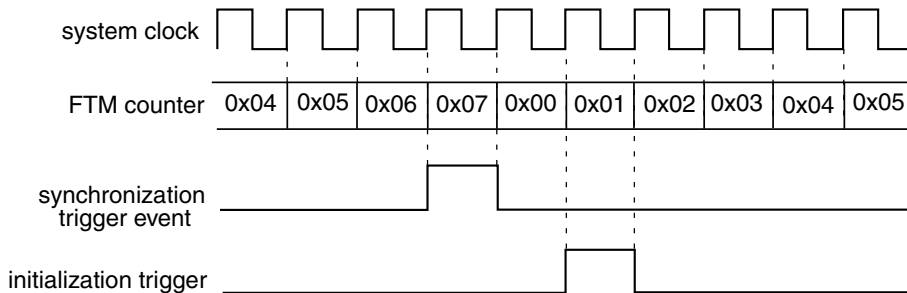 system clock
FTM counter 0x04 0x05 0x06 0x07 0x00 0x01 0x02 0x03 0x04 0x05
synchronization
trigger event
initialization trigger